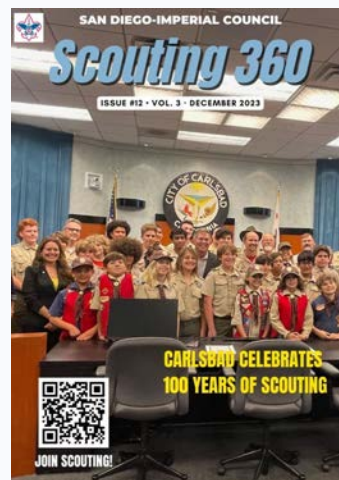 SAN DIEGO-IMPERIAL COUNCIL
Scouting 360
ISSUE #12 • VOL. 3 • DECEMBER 2023
CITY OF CARLSBAD
CALIFORNIA
CARLSBAD CELEBRATES
100 YEARS OF SCOUTING
JOIN SCOUTING!